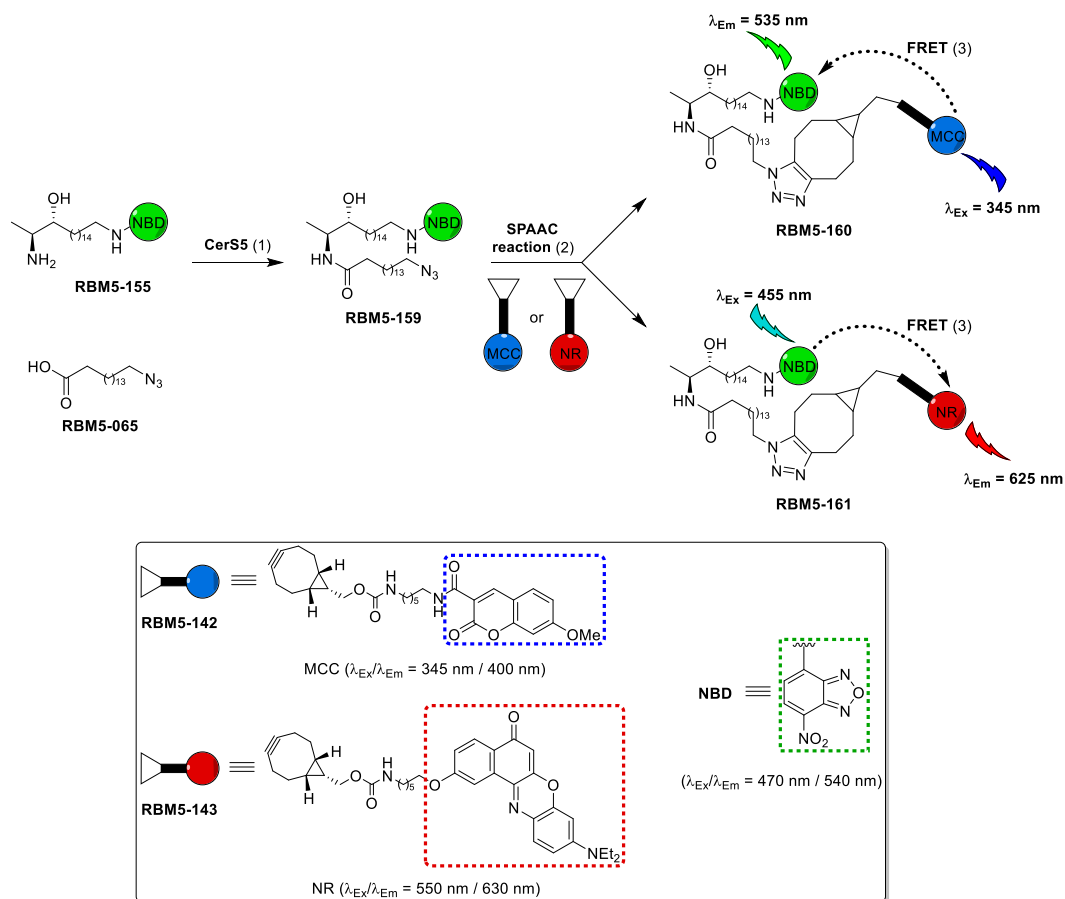 λEm = 535 nm
FRET (3)
OH
(  )14
N
H
NBD
HN
O
(  )13
N
N=N
MCC
λEx = 345 nm
RBM5-160
OH
(  )14
N
H
NBD
NH2
RBM5-155
HO
O
(  )13
N3
RBM5-065
CerS5 (1)
OH
(  )14
N
H
NBD
HN
O
(  )13
N3
RBM5-159
SPAAC
reaction (2)
or
MCC
NR
λEx = 455 nm
FRET (3)
OH
(  )14
N
H
NBD
HN
O
(  )13
N
N=N
NR
λEm = 625 nm
RBM5-161
RBM5-142
H
H
O
O
H
N
(  )5
N
H
O
O
O
OMe
MCC (λEx/λEm = 345 nm / 400 nm)
RBM5-143
H
H
O
O
H
N
(  )5
O
O
N
O
NEt2
NR (λEx/λEm = 550 nm / 630 nm)
NBD
N
O
N
NO2
(λEx/λEm = 470 nm / 540 nm)